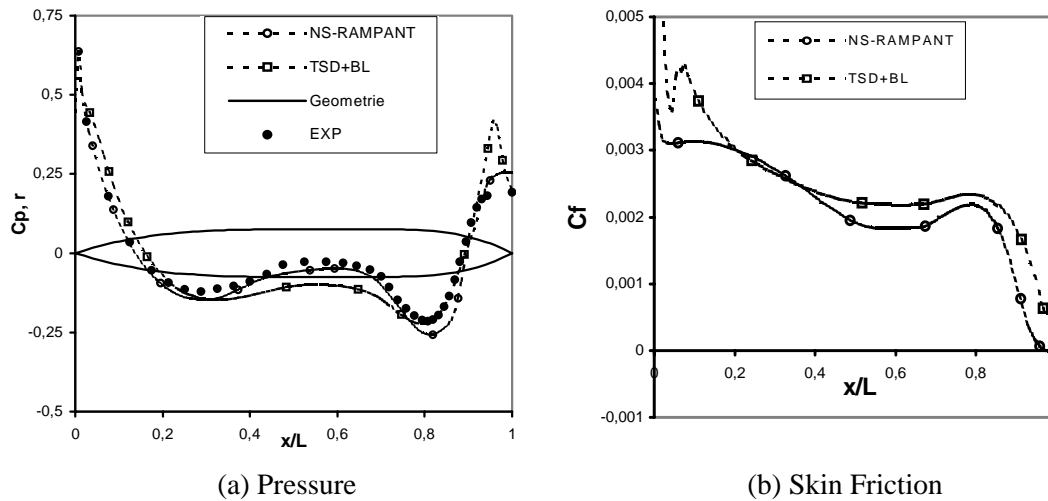 0,75
0,5
0,25
0
-0,25
-0,5
Cp, r
NS-RAMPANT
TSD+BL
Geometrie
EXP
0
0,2
0,4
0,6
0,8
1
x/L
(a) Pressure
0,005
0,004
0,003
0,002
0,001
0
-0,001
Cf
NS-RAMPANT
TSD+BL
0
0,2
0,4
0,6
0,8
x/L
(b) Skin Friction